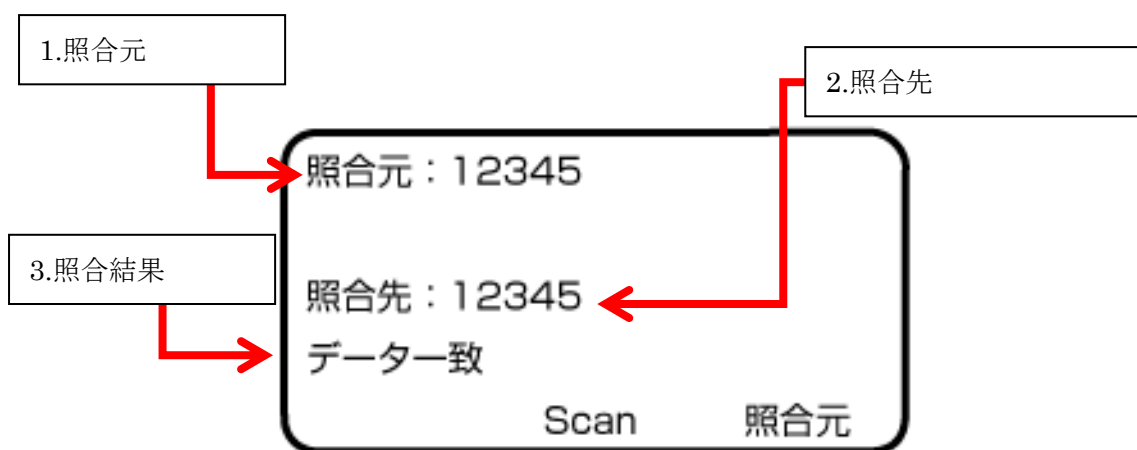 1.照合元
2.照合先
照合元：12345
3.照合結果
照合先：12345
データ一致
Scan 照合元